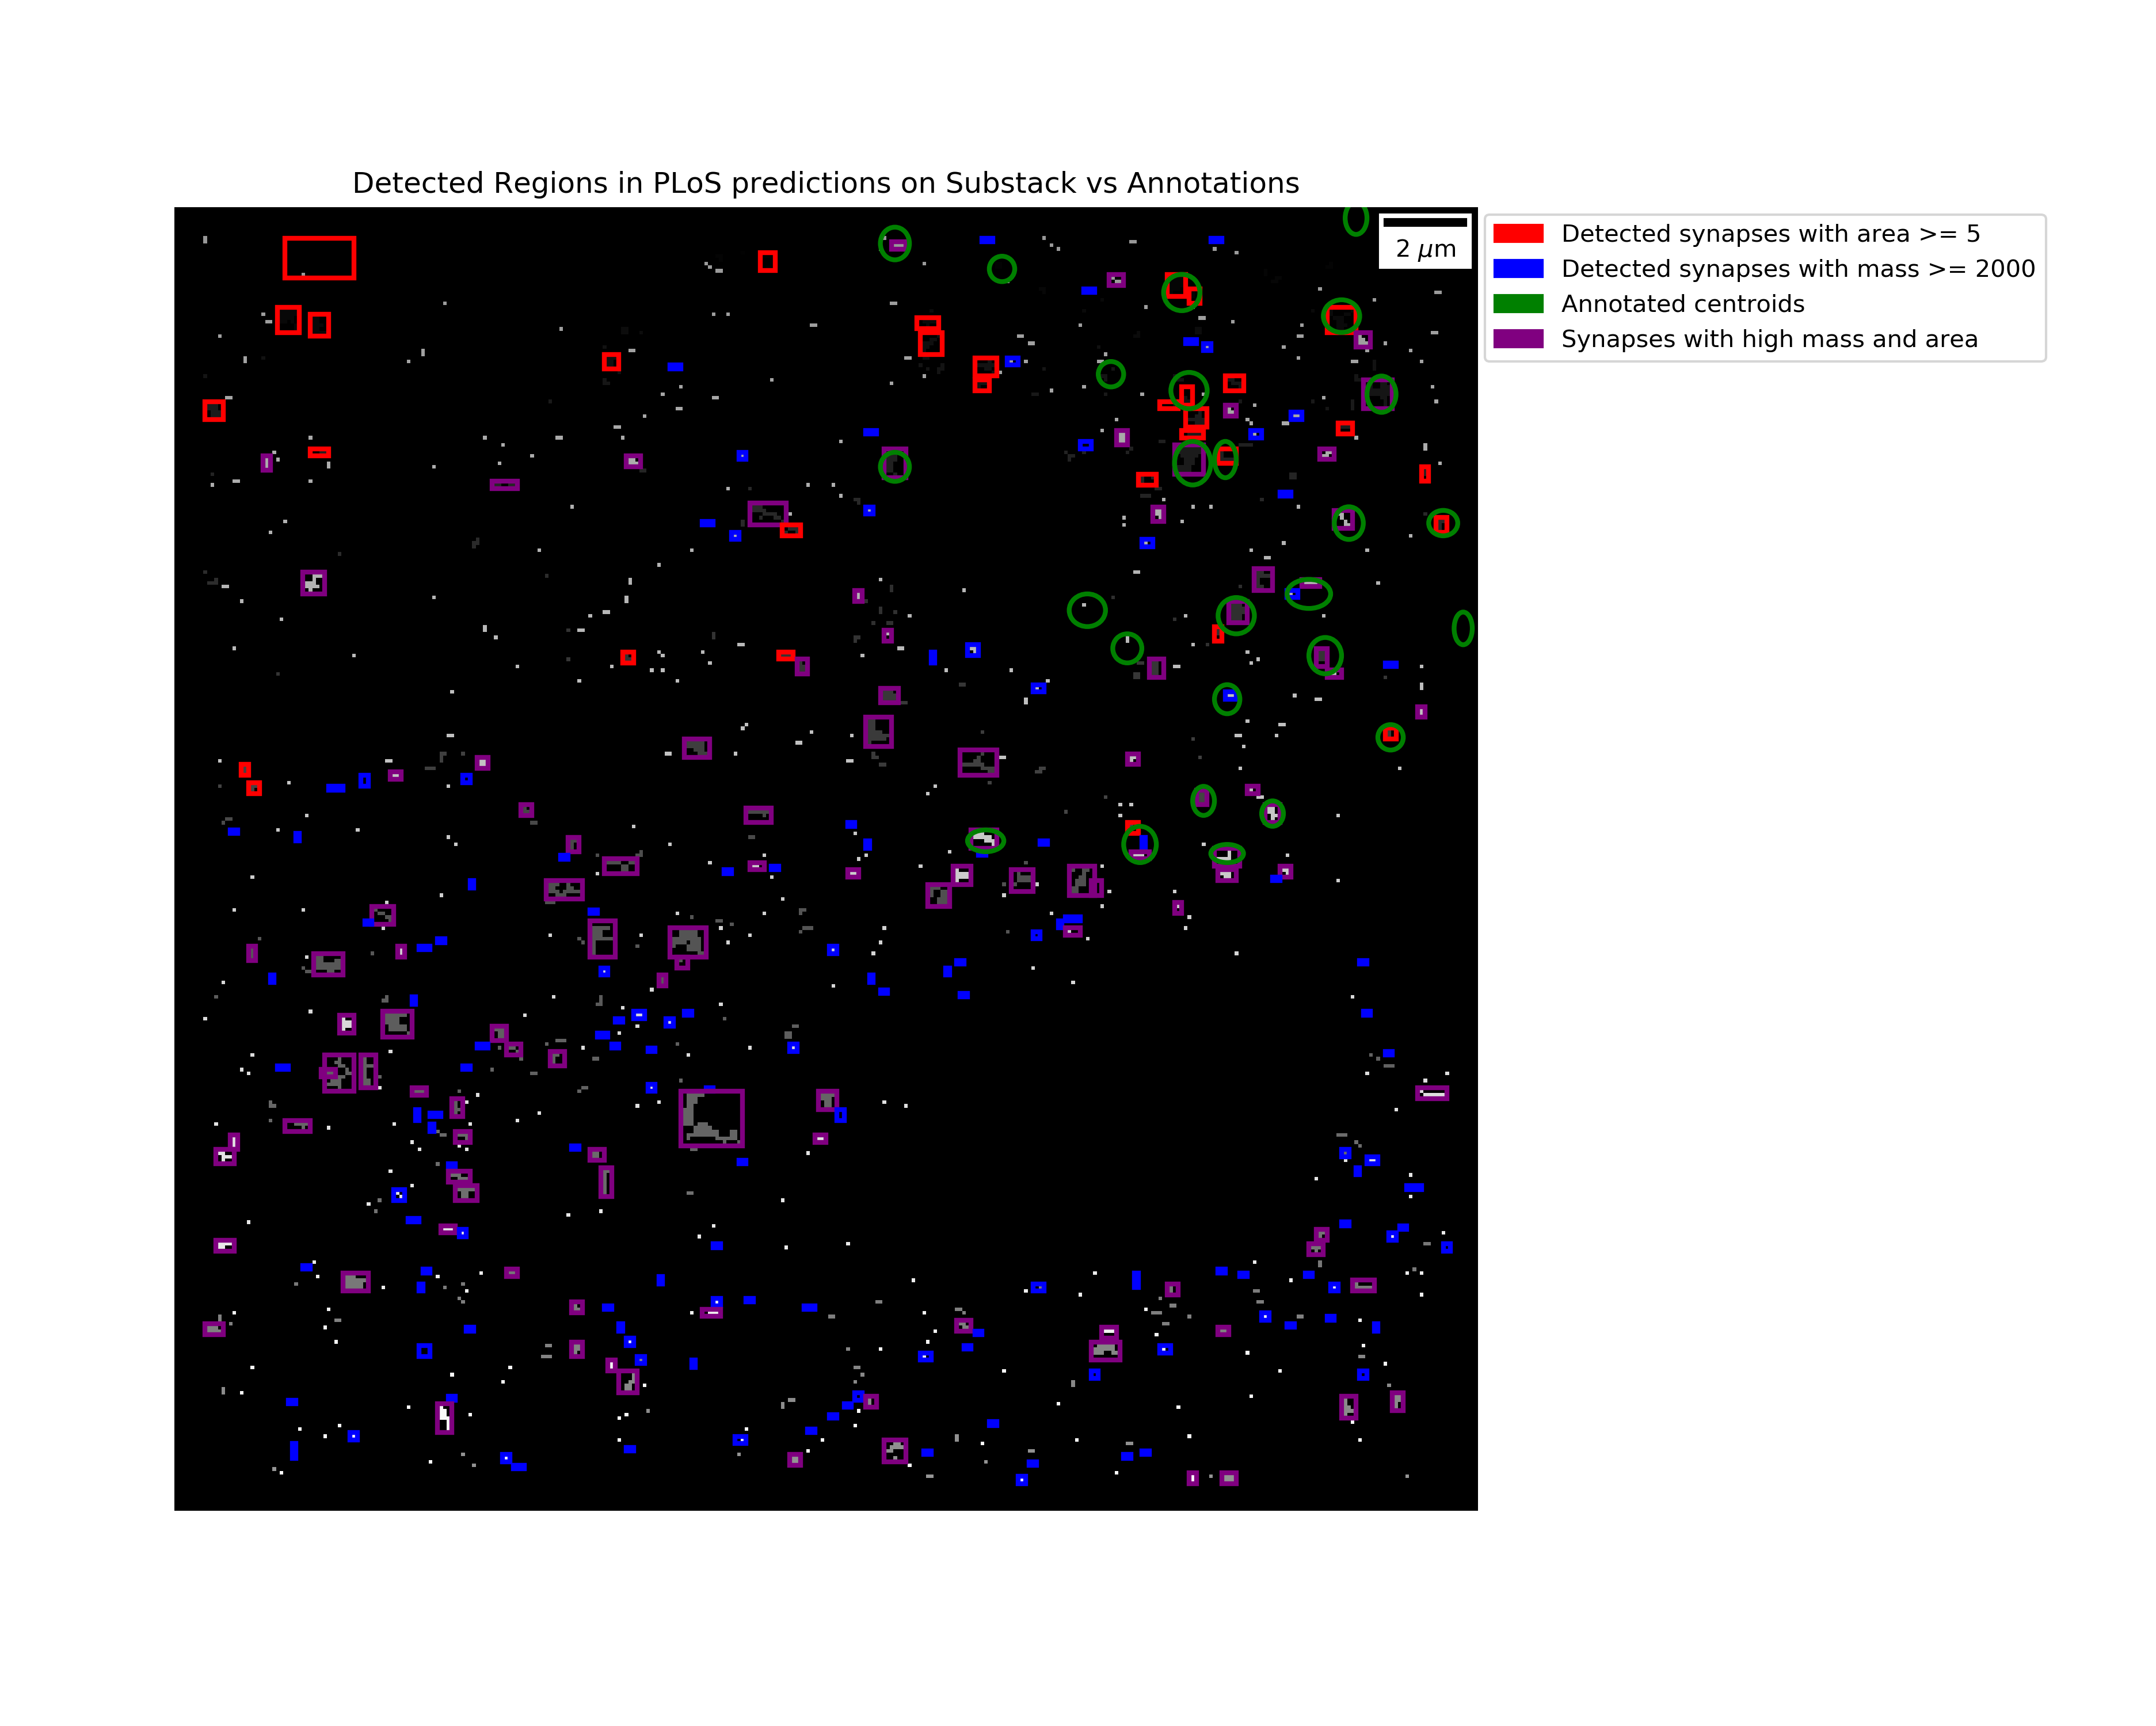 Detected Regions in PLoS predictions on Substack vs Annotations
2 μm
Detected synapses with area >= 5
Detected synapses with mass >= 2000
Annotated centroids
Synapses with high mass and area